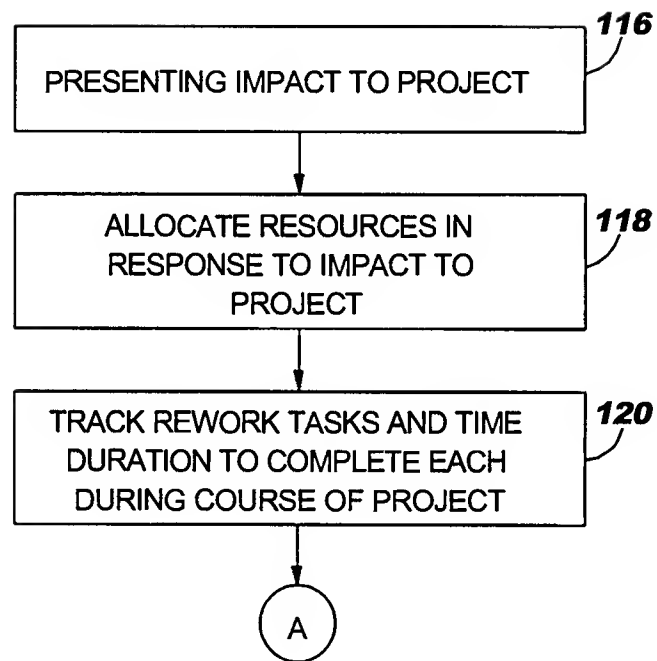 116
PRESENTING IMPACT TO PROJECT
118
ALLOCATE RESOURCES IN
RESPONSE TO IMPACT TO
PROJECT
120
TRACK REWORK TASKS AND TIME
DURATION TO COMPLETE EACH
DURING COURSE OF PROJECT
A